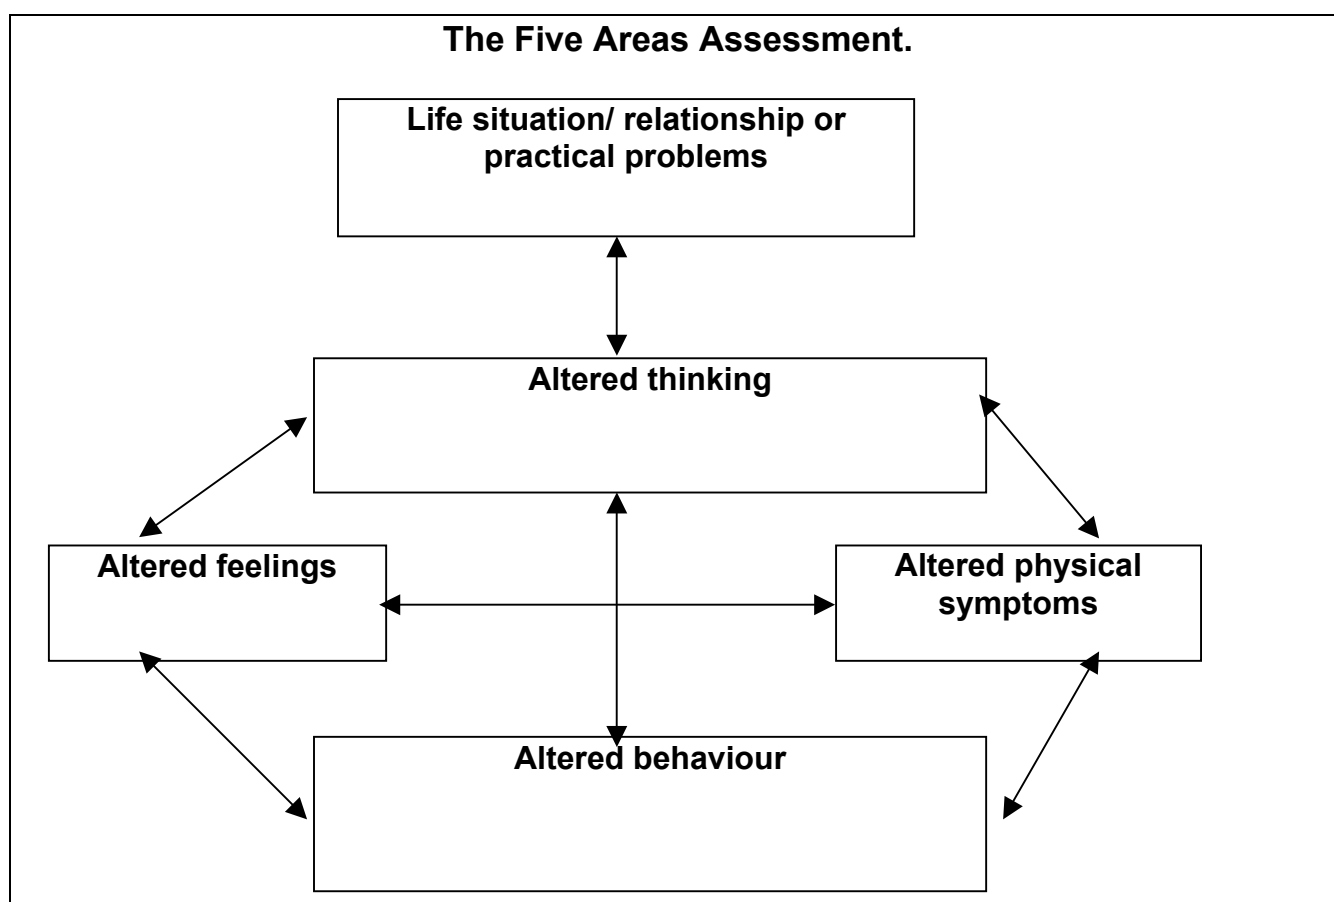 The Five Areas Assessment.
Life situation/ relationship or
practical problems
Altered thinking
Altered feelings
Altered physical
symptoms
Altered behaviour